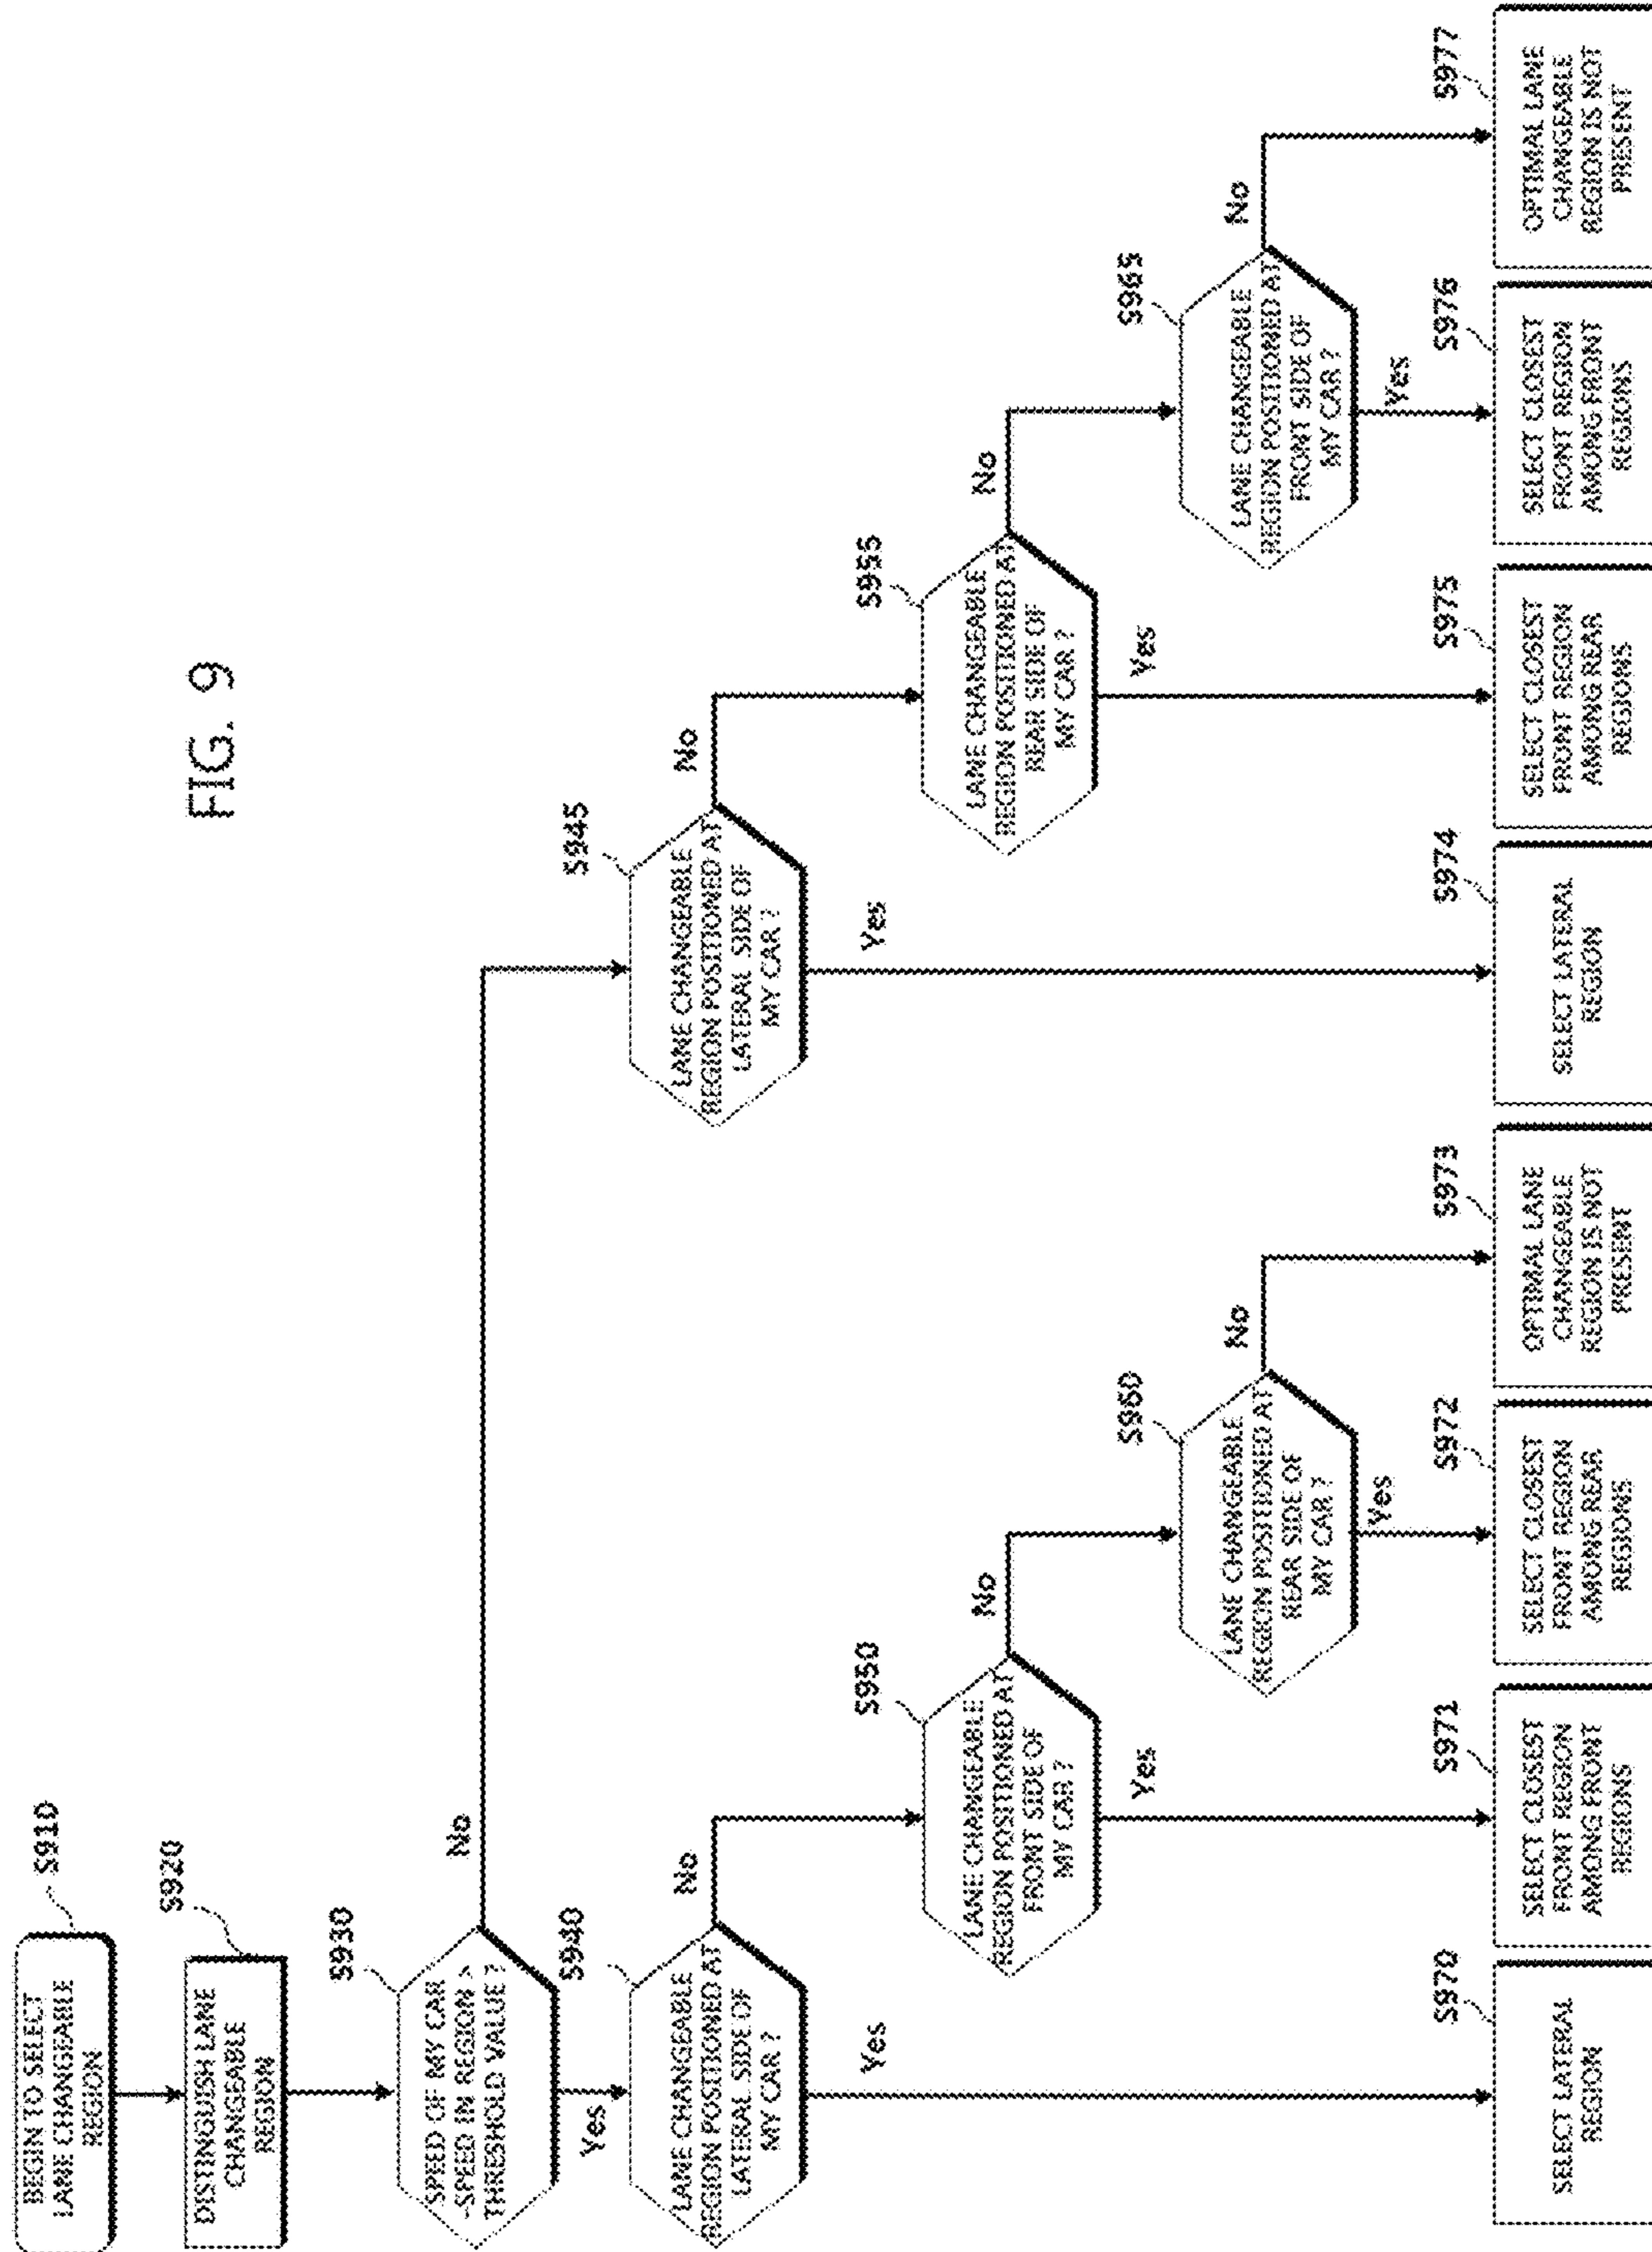 FIG. 9
BEGIN TO SELECT
LANE CHANGEABLE
REGION
S910
DISTINGUISH LANE
CHANGEABLE
REGION
S920
SPEED OF MY CAR
-SPEED IN REGION >
THRESHOLD VALUE ?
S930
No
Yes
LANE CHANGEABLE
REGION POSITIONED AT
LATERAL SIDE OF
MY CAR ?
S940
No
Yes
LANE CHANGEABLE
REGION POSITIONED AT
LATERAL SIDE OF
MY CAR ?
S945
No
Yes
LANE CHANGEABLE
REGION POSITIONED AT
FRONT SIDE OF
MY CAR ?
S950
No
Yes
LANE CHANGEABLE
REGION POSITIONED AT
REAR SIDE OF
MY CAR ?
S955
No
Yes
LANE CHANGEABLE
REGION POSITIONED AT
REAR SIDE OF
MY CAR ?
S960
No
Yes
LANE CHANGEABLE
REGION POSITIONED AT
FRONT SIDE OF
MY CAR ?
S965
No
Yes
S970
SELECT LATERAL
REGION
S971
SELECT CLOSEST
FRONT REGION
AMONG FRONT
REGIONS
S972
SELECT CLOSEST
FRONT REGION
AMONG REAR
REGIONS
S973
OPTIMAL LANE
CHANGEABLE
REGION IS NOT
PRESENT
S974
SELECT LATERAL
REGION
S975
SELECT CLOSEST
FRONT REGION
AMONG REAR
REGIONS
S976
SELECT CLOSEST
FRONT REGION
AMONG FRONT
REGIONS
S977
OPTIMAL LANE
CHANGEABLE
REGION IS NOT
PRESENT